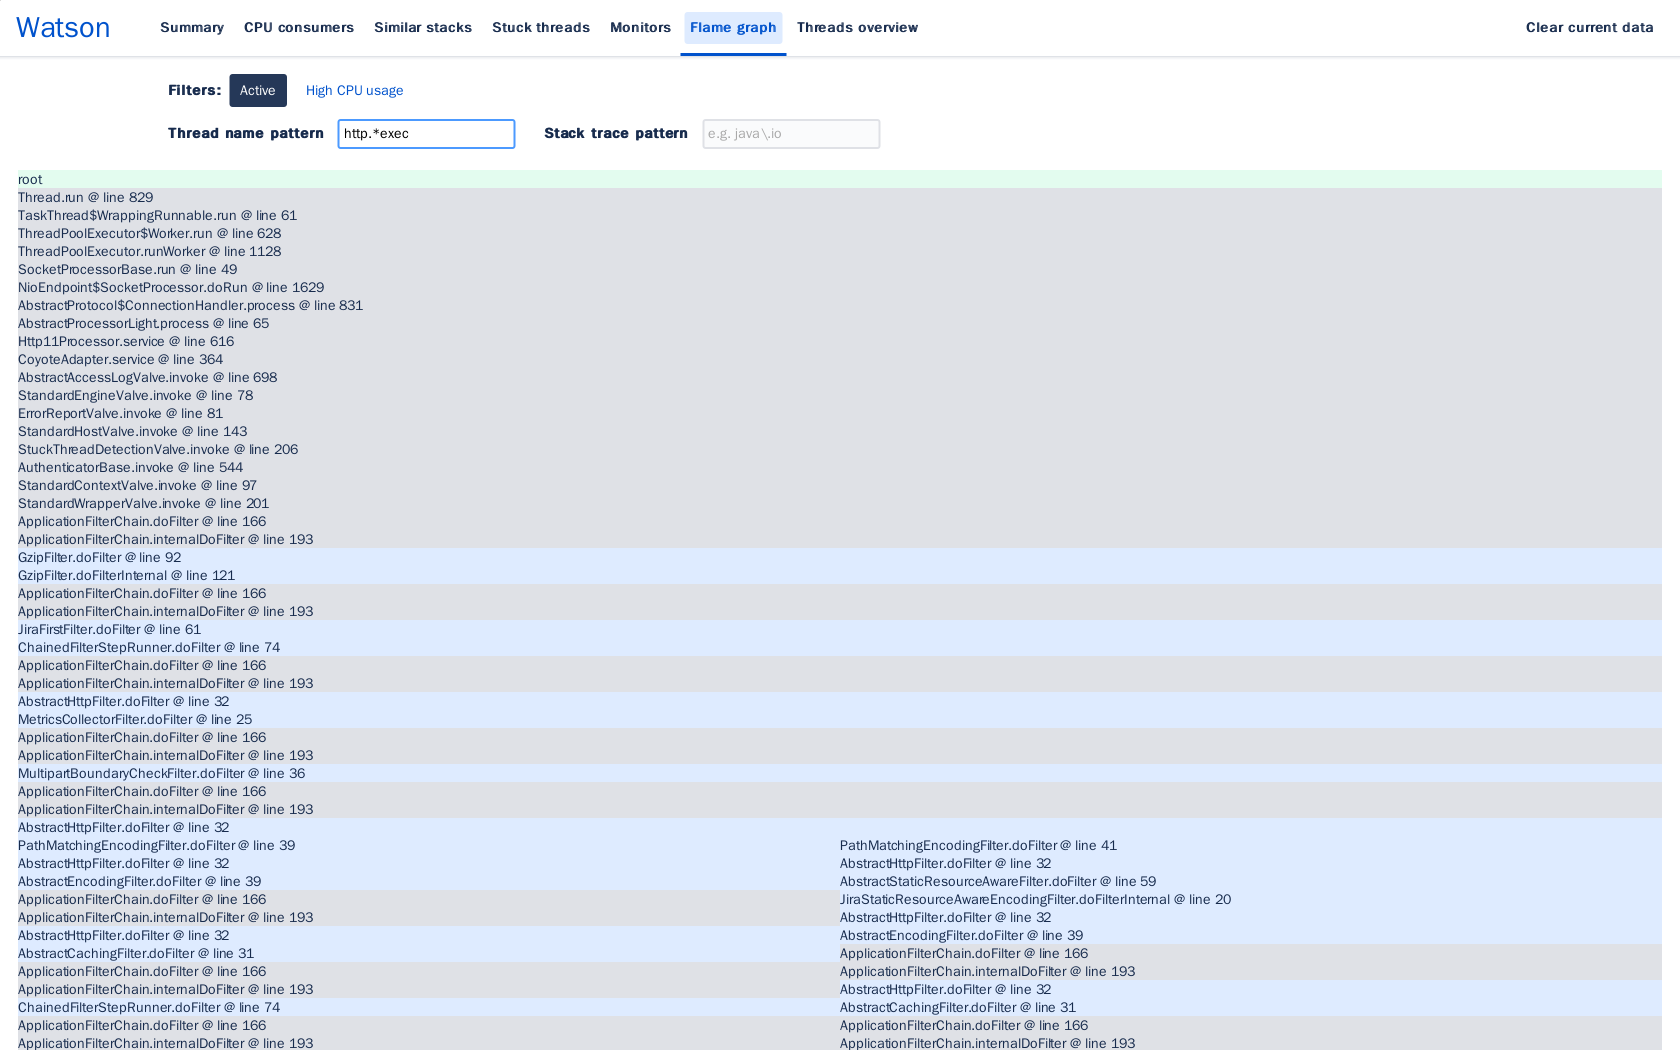 Watson
Summary CPU consumers Similar stacks Stuck threads Monitors Flame graph Threads overview Clear current data
Filters: Active High CPU usage
Thread name pattern http.*exec Stack trace pattern e.g. java\.io
root
Thread.run @ line 829
TaskThread$WrappingRunnable.run @ line 61
ThreadPoolExecutor$Worker.run @ line 628
ThreadPoolExecutor.runWorker @ line 1128
SocketProcessorBase.run @ line 49
NioEndpoint$SocketProcessor.doRun @ line 1629
AbstractProtocol$ConnectionHandler.process @ line 831
AbstractProcessorLight.process @ line 65
Http11Processor.service @ line 616
CoyoteAdapter.service @ line 364
AbstractAccessLogValve.invoke @ line 698
StandardEngineValve.invoke @ line 78
ErrorReportValve.invoke @ line 81
StandardHostValve.invoke @ line 143
StuckThreadDetectionValve.invoke @ line 206
AuthenticatorBase.invoke @ line 544
StandardContextValve.invoke @ line 97
StandardWrapperValve.invoke @ line 201
ApplicationFilterChain.doFilter @ line 166
ApplicationFilterChain.internalDoFilter @ line 193
GzipFilter.doFilter @ line 92
GzipFilter.doFilterInternal @ line 121
ApplicationFilterChain.doFilter @ line 166
ApplicationFilterChain.internalDoFilter @ line 193
JiraFirstFilter.doFilter @ line 61
ChainedFilterStepRunner.doFilter @ line 74
ApplicationFilterChain.doFilter @ line 166
ApplicationFilterChain.internalDoFilter @ line 193
AbstractHttpFilter.doFilter @ line 32
MetricsCollectorFilter.doFilter @ line 25
ApplicationFilterChain.doFilter @ line 166
ApplicationFilterChain.internalDoFilter @ line 193
MultipartBoundaryCheckFilter.doFilter @ line 36
ApplicationFilterChain.doFilter @ line 166
ApplicationFilterChain.internalDoFilter @ line 193
AbstractHttpFilter.doFilter @ line 32
PathMatchingEncodingFilter.doFilter @ line 39 PathMatchingEncodingFilter.doFilter @ line 41
AbstractHttpFilter.doFilter @ line 32 AbstractHttpFilter.doFilter @ line 32
AbstractEncodingFilter.doFilter @ line 39 AbstractStaticResourceAwareFilter.doFilter @ line 59
ApplicationFilterChain.doFilter @ line 166 JiraStaticResourceAwareEncodingFilter.doFilterInternal @ line 20
ApplicationFilterChain.internalDoFilter @ line 193 AbstractHttpFilter.doFilter @ line 32
AbstractHttpFilter.doFilter @ line 32 AbstractEncodingFilter.doFilter @ line 39
AbstractCachingFilter.doFilter @ line 31 ApplicationFilterChain.doFilter @ line 166
ApplicationFilterChain.doFilter @ line 166 ApplicationFilterChain.internalDoFilter @ line 193
ApplicationFilterChain.internalDoFilter @ line 193 AbstractHttpFilter.doFilter @ line 32
ChainedFilterStepRunner.doFilter @ line 74 AbstractCachingFilter.doFilter @ line 31
ApplicationFilterChain.doFilter @ line 166 ApplicationFilterChain.doFilter @ line 166
ApplicationFilterChain.internalDoFilter @ line 193 ApplicationFilterChain.internalDoFilter @ line 193